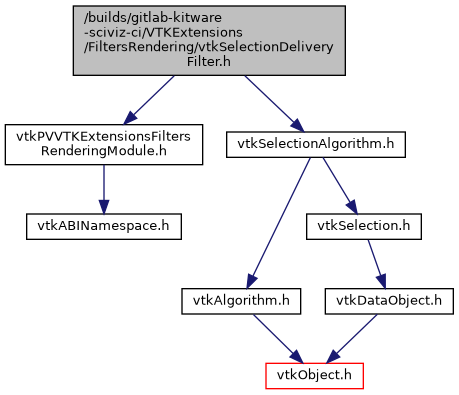 /builds/gitlab-kitware
-sciviz-ci/VTKExtensions
/FiltersRendering/vtkSelectionDelivery
Filter.h
vtkPVVTKExtensionsFilters
RenderingModule.h
vtkSelectionAlgorithm.h
vtkABINamespace.h
vtkSelection.h
vtkAlgorithm.h
vtkDataObject.h
vtkObject.h